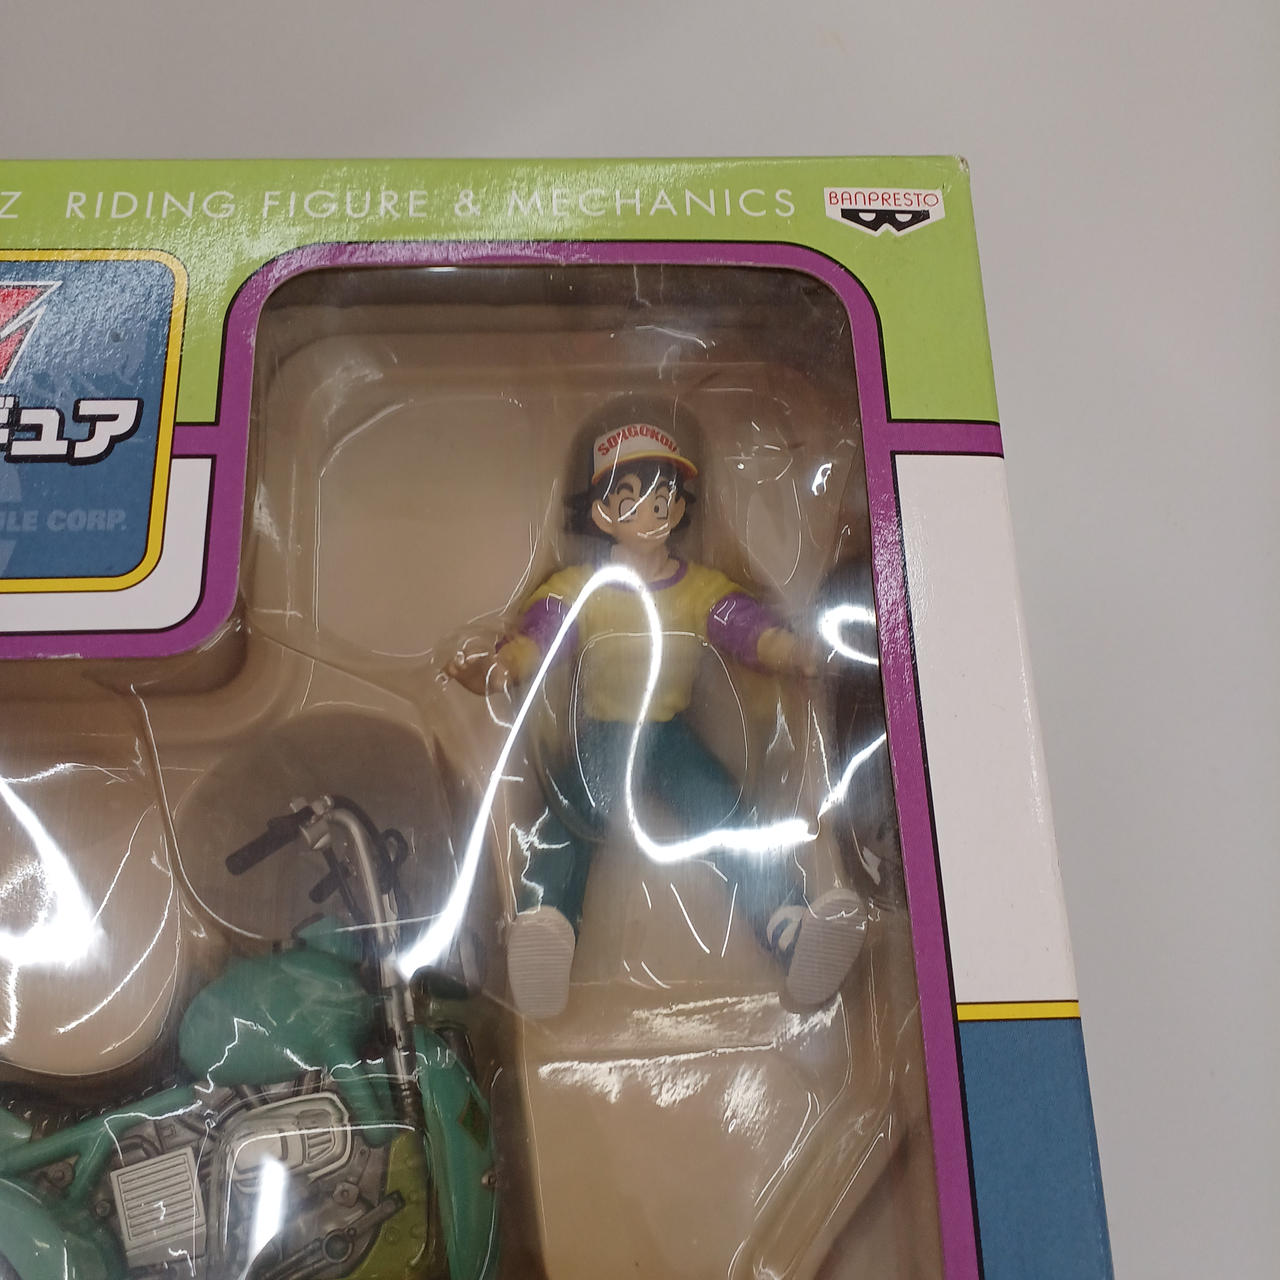 Z RIDING FIGURE & MECHANICS
BANPRESTO
ギュア
ULE CORP.
SONGOKOU